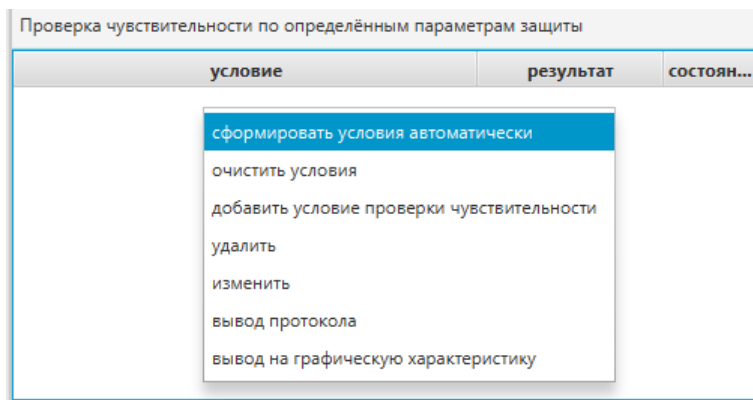 Проверка чувствительности по определённым параметрам защиты
условие результат состоян...
сформировать условия автоматически
очистить условия
добавить условие проверки чувствительности
удалить
изменить
вывод протокола
вывод на графическую характеристику